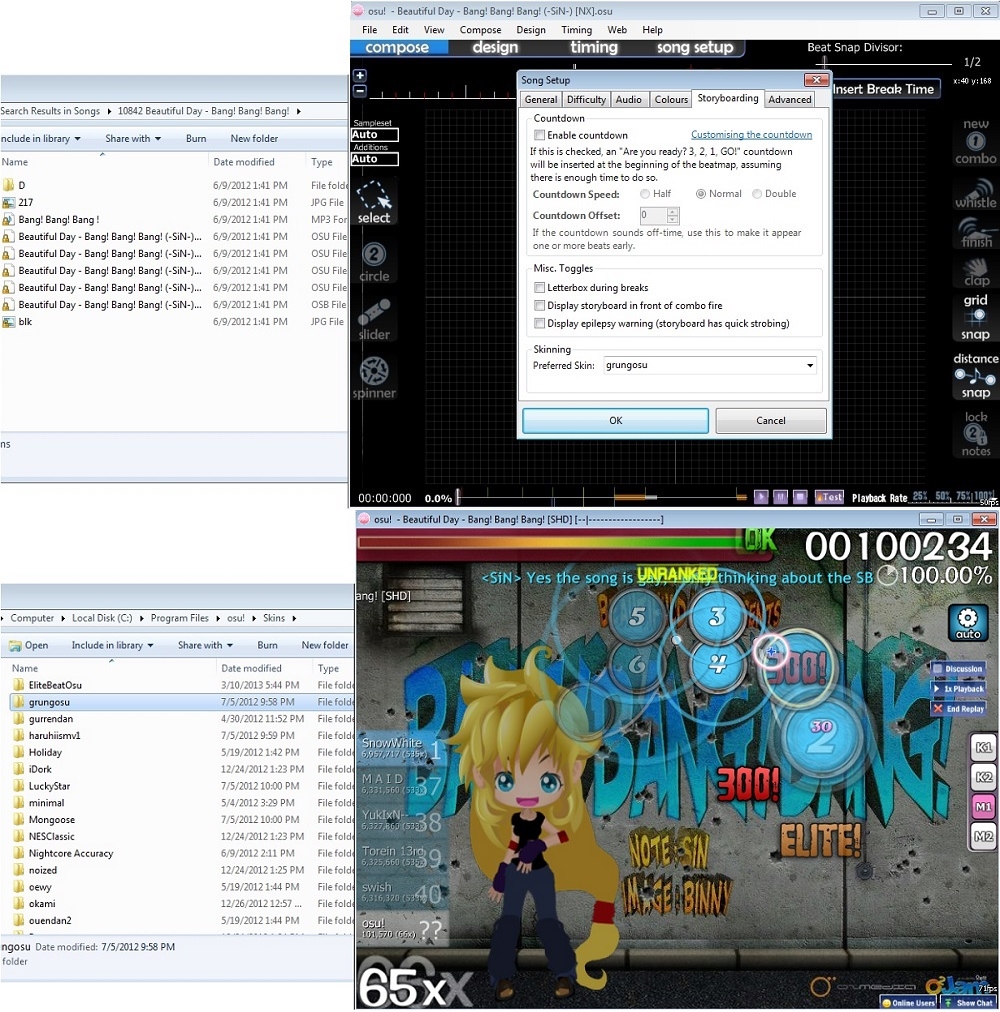 osu! - Beautiful Day - Bang! Bang! Bang! (-SiN-) [NX].osu
File Edit View Compose Design Timing Web Help
compose design timing song setup
Beat Snap Divisor:
1/2
x:40 y:168
Insert Break Time
Sampleset
Auto
Additions
Auto
select
circle
slider
spinner
new
combo
whistle
finish
clap
grid
snap
distance
snap
lock
notes
Song Setup
General Difficulty Audio Colours Storyboarding Advanced
Countdown
Enable countdown Customising the countdown
If this is checked, an "Are you ready? 3, 2, 1, GO!" countdown
will be inserted at the beginning of the beatmap, assuming
there is enough time to do so.
Countdown Speed: Half Normal Double
Countdown Offset: 0
If the countdown sounds off-time, use this to make it appear
one or more beats early.
Misc. Toggles
Letterbox during breaks
Display storyboard in front of combo fire
Display epilepsy warning (storyboard has quick strobing)
Skinning
Preferred Skin: grungosu
OK Cancel
00:00:000 0.0% Test Playback Rate 25% 50% 75% 100%
Search Results in Songs 10842 Beautiful Day - Bang! Bang! Bang!
nclude in library Share with Burn New folder
Name Date modified Type
D 6/9/2012 1:41 PM File folde
217 6/9/2012 1:41 PM JPG File
Bang! Bang! Bang ! 6/9/2012 1:41 PM MP3 For
Beautiful Day - Bang! Bang! Bang! (-SiN-)... 6/9/2012 1:41 PM OSU File
Beautiful Day - Bang! Bang! Bang! (-SiN-)... 6/9/2012 1:41 PM OSU File
Beautiful Day - Bang! Bang! Bang! (-SiN-)... 6/9/2012 1:41 PM OSU File
Beautiful Day - Bang! Bang! Bang! (-SiN-)... 6/9/2012 1:41 PM OSU File
Beautiful Day - Bang! Bang! Bang! (-SiN-)... 6/9/2012 1:41 PM OSB File
blk 6/9/2012 1:41 PM JPG File
ns
Computer Local Disk (C:) Program Files osu! Skins
Open Include in library Share with Burn New folder
Name Date modified Type
EliteBeatOsu 3/10/2013 5:44 PM File folde
grungosu 7/5/2012 9:58 PM File folde
gurrendan 4/30/2012 11:52 PM File folde
haruhiismv1 7/5/2012 9:59 PM File folde
Holiday 5/19/2012 1:42 PM File folde
iDork 12/24/2012 1:23 PM File folde
LuckyStar 7/5/2012 10:00 PM File folde
minimal 5/4/2012 3:29 PM File folde
Mongoose 7/5/2012 10:00 PM File folde
NESClassic 12/24/2012 1:23 PM File folde
Nightcore Accuracy 6/9/2012 2:11 PM File folde
noized 12/24/2012 1:25 PM File folde
oewy 5/19/2012 1:44 PM File folde
okami 12/26/2012 12:57 ... File folde
ouendan2 5/19/2012 1:44 PM File folde
ngosu Date modified: 7/5/2012 9:58 PM
folder
osu! - Beautiful Day - Bang! Bang! Bang! [SHD] [--|------------------]
OK
00100234
100.00%
UNRANKED
<SiN> Yes the song is thinking about the SB
ang! [SHD]
auto
Discussion
1x Playback
End Replay
5 3
6 4
300!
30
2
300!
ELITE!
NOTE : SIN
IMAGE : BINNY
K1
K2
M1
M2
SnowWhite 1
M A I D 37
YukIxN-- 38
Torein 13rd 39
swish 40
osu! ??
101,570 (66x)
65x
Online Users Show Chat